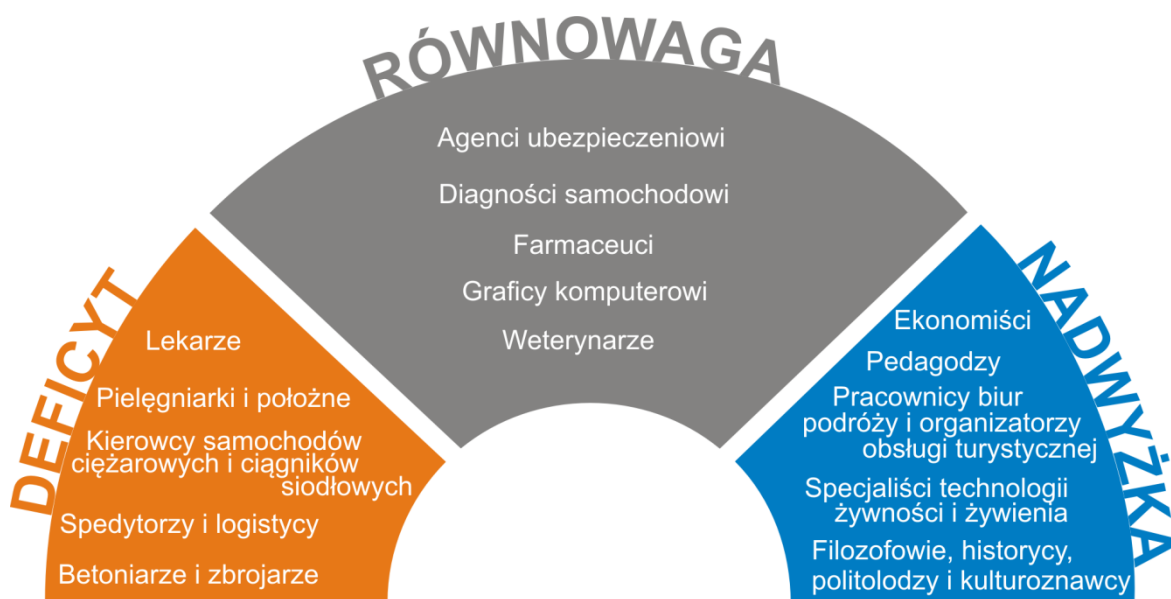 RÓWNOWAGA
Agenci ubezpieczeniowi
Diagności samochodowi
Farmaceuci
Graficy komputerowi
Weterynarze
DEFICYT
Lekarze
Pielęgniarki i położne
Kierowcy samochodów
ciężarowych i ciągników
siodłowych
Spedytorzy i logistycy
Betoniarze i zbrojarze
NADWYŻKA
Ekonomiści
Pedagodzy
Pracownicy biur
podróży i organizatorzy
obsługi turystycznej
Specjaliści technologii
żywności i żywienia
Filozofowie, historycy,
politolodzy i kulturoznawcy